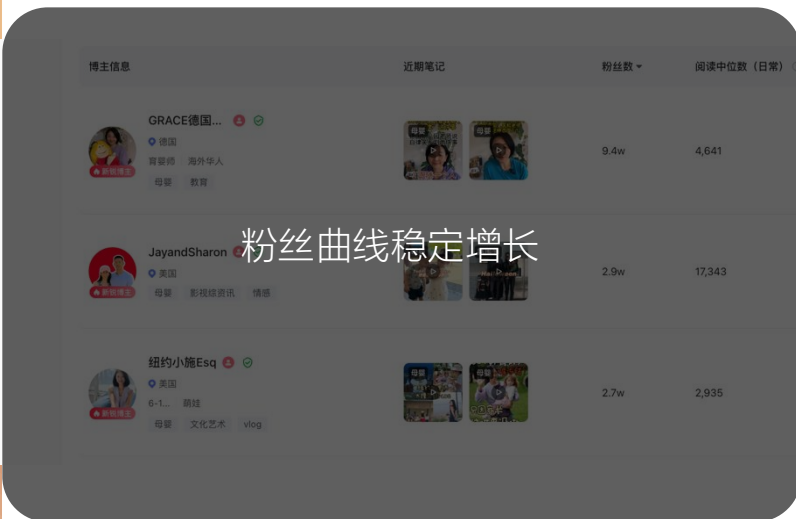 博主信息 近期笔记 粉丝数 阅读中位数（日常）
GRACE德国...
德国
育婴师 海外华人
母婴 教育
新锐博主
母婴 母婴
9.4w 4,641
粉丝曲线稳定增长
JayandSharon
美国
母婴 影视综资讯 情感
新锐博主
2.9w 17,343
纽约小施Esq
美国
6-1... 萌娃
母婴 文化艺术 vlog
新锐博主
母婴 母婴
2.7w 2,935